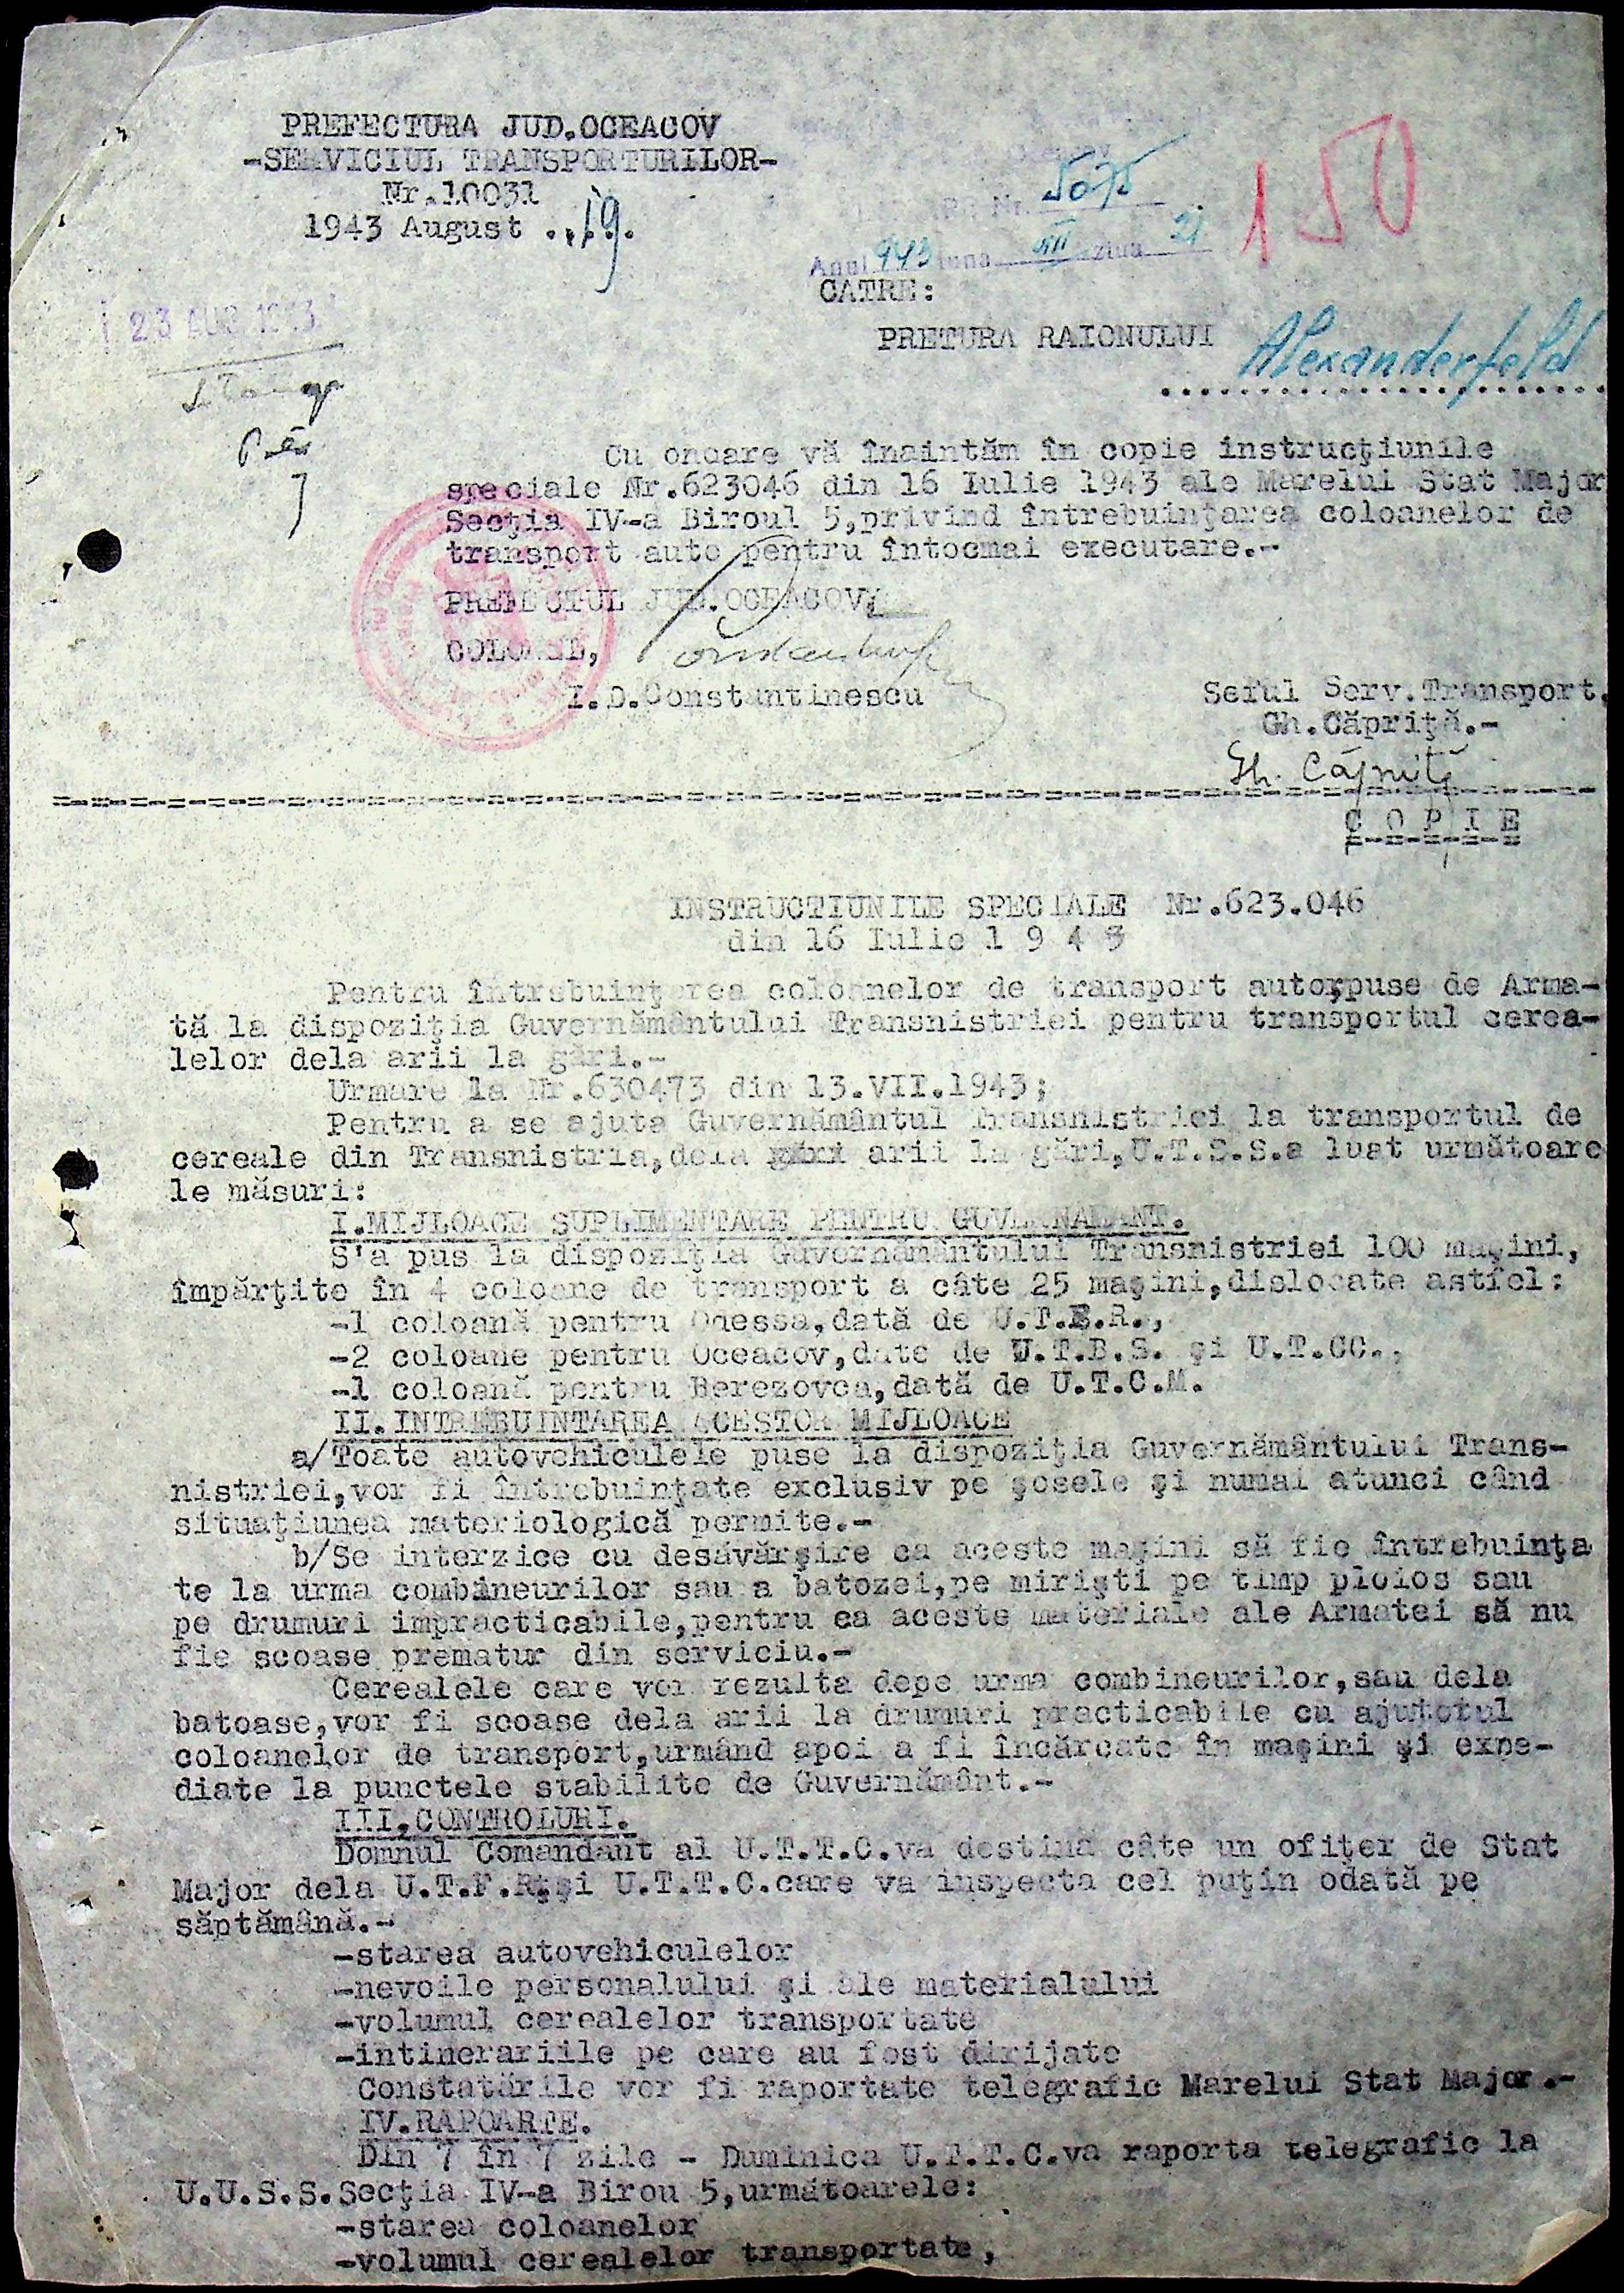 PREFECTURA JUD.OCEACOV
-SERVICIUL TRANSPORTURILOR-
Nr.10031
1943 August ..19.
Nr. 5075
Anul 943 luna VIII ziua 21
150
CATRE:
23 AUG 1943
PRETURA RAIONULUI Alexanderfeld
Cu onoare vă înaintăm în copie instrucţiunile
speciale Nr.623046 din 16 Iulie 1943 ale Marelui Stat Major
Secţia IV-a Biroul 5,privind întrebuinţarea coloanelor de
transport auto pentru întocmai executare.-
PREFECTUL JUD.OCEACOV,
COLONEL,
I.D.Constantinescu
Seful Serv.Transport.
Gh.Căpriţă.-
Gh. Căpriţă
C O P I E
INSTRUCTIUNILE SPECIALE Nr.623.046
din 16 Iulie 1 9 4 3
Pentru întrebuinţarea coloanelor de transport auto,puse de Arma-
tă la dispoziţia Guvernământului Transnistriei pentru transportul cerea-
lelor dela arii la gări.-
Urmare la Nr.630473 din 13.VII.1943;
Pentru a se ajuta Guvernământul Transnistriei la transportul de
cereale din Transnistria,dela gări arii la gări,U.T.S.S.a luat următoare
le măsuri:
I.MIJLOACE SUPLIMENTARE PENTRU GUVERNAMANT.
S'a pus la dispoziţia Guvernământului Transnistriei 100 maşini,
împărţite în 4 coloane de transport a câte 25 maşini,dislocate astfel:
-1 coloană pentru Odessa,dată de U.T.B.R.,
-2 coloane pentru Oceacov,date de U.T.B.S. şi U.T.CC.,
-1 coloană pentru Berezovca,dată de U.T.C.M.
II.INTREBUINTAREA ACESTOR MIJLOACE
a/Toate autovehiculele puse la dispoziţia Guvernământului Trans-
nistriei,vor fi întrebuinţate exclusiv pe şosele şi numai atunci când
situaţiunea materiologică permite.-
b/Se interzice cu desăvârşire ca aceste maşini să fie întrebuinţa
te la urma combineurilor sau a batozei,pe mirişti pe timp ploios sau
pe drumuri impracticabile,pentru ca aceste materiale ale Armatei să nu
fie scoase prematur din serviciu.-
Cerealele care vor rezulta depe urma combineurilor,sau dela
batoase,vor fi scoase dela arii la drumuri practicabile cu ajutorul
coloanelor de transport,urmând apoi a fi încărcate în maşini şi expe-
diate la punctele stabilite de Guvernământ.-
III.CONTROLURI.
Domnul Comandant al U.T.T.C.va destina câte un ofiţer de Stat
Major dela U.T.F.R.şi U.T.T.C.care va inspecta cel puţin odată pe
săptămână.-
-starea autovehiculelor
-nevoile personalului şi ale materialului
-volumul cerealelor transportate
-intinerariile pe care au fost dirijate
Constatările vor fi raportate telegrafic Marelui Stat Major.-
IV.RAPOARTE.
Din 7 în 7 zile - Duminica U.T.T.C.va raporta telegrafic la
U.U.S.S.Secţia IV-a Birou 5,următoarele:
-starea coloanelor
-volumul cerealelor transportate,